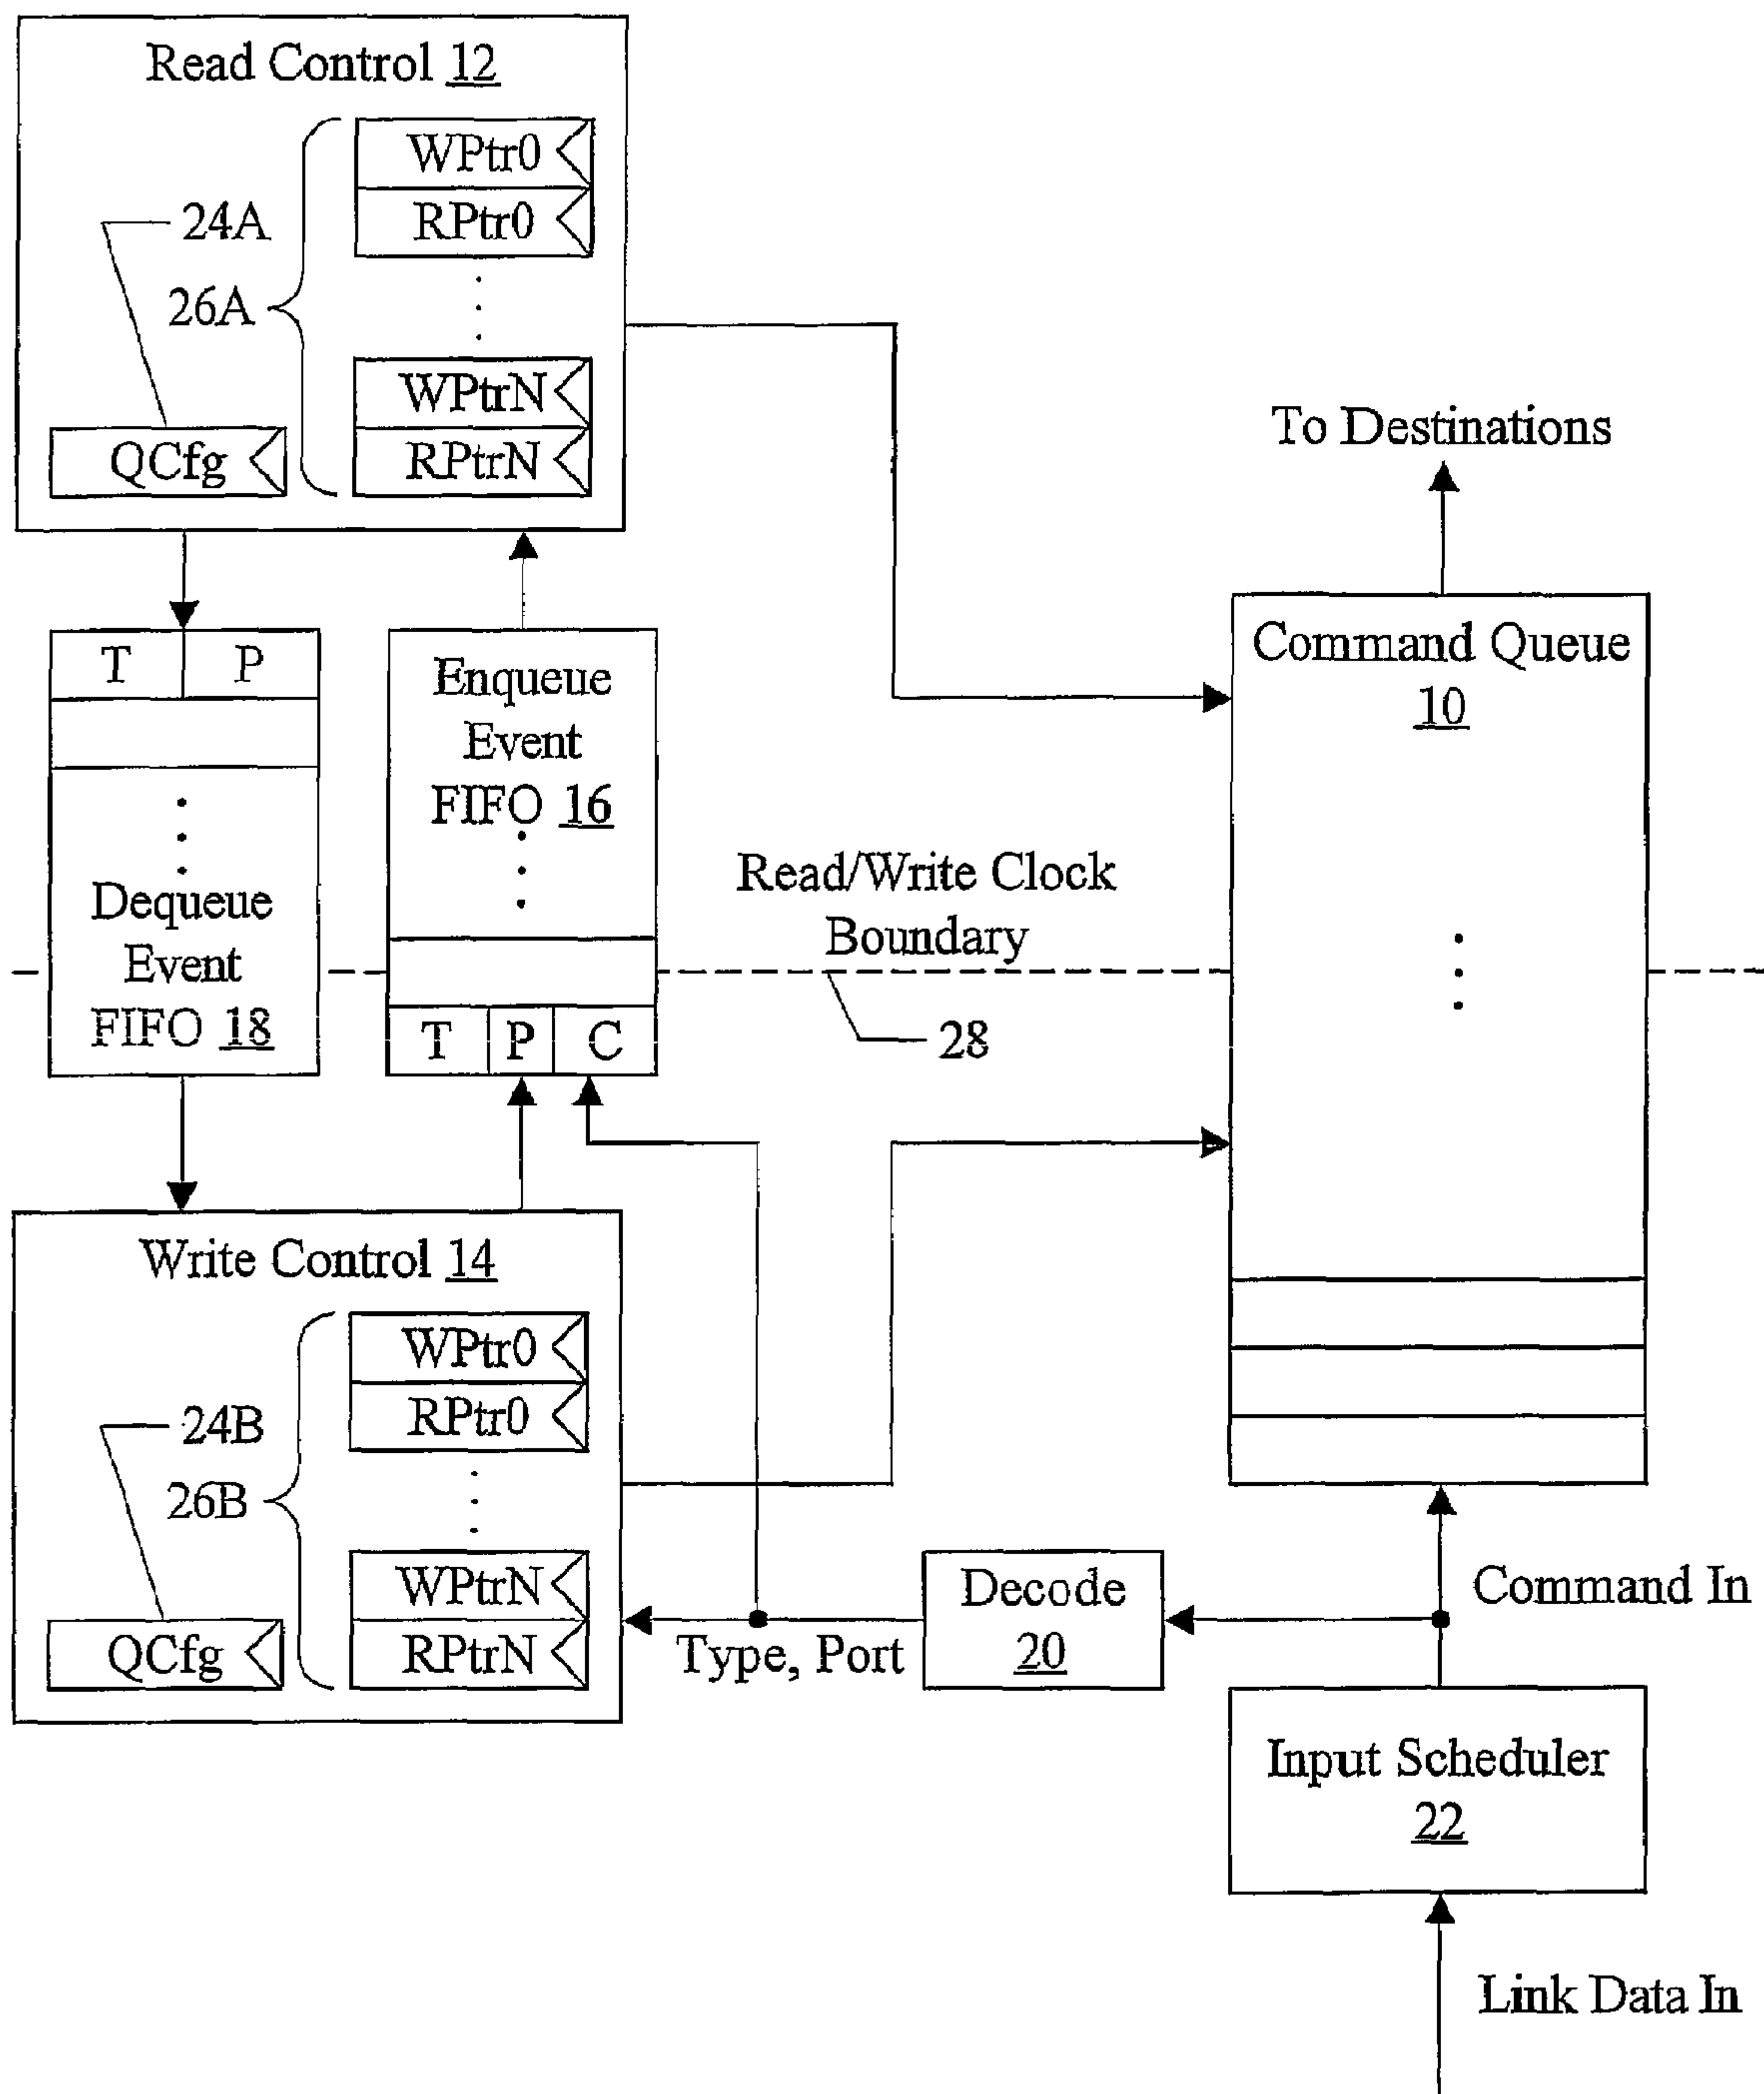 Read Control 12
WPtr0
RPtr0
24A
26A
WPtrN
QCfg
RPtrN
To Destinations
T P
Enqueue
Event
FIFO 16
Command Queue
10
Dequeue
Event
FIFO 18
Read/Write Clock
Boundary
T P C
28
Write Control 14
WPtr0
RPtr0
24B
26B
WPtrN
QCfg
RPtrN
Type, Port
Decode
20
Command In
Input Scheduler
22
Link Data In